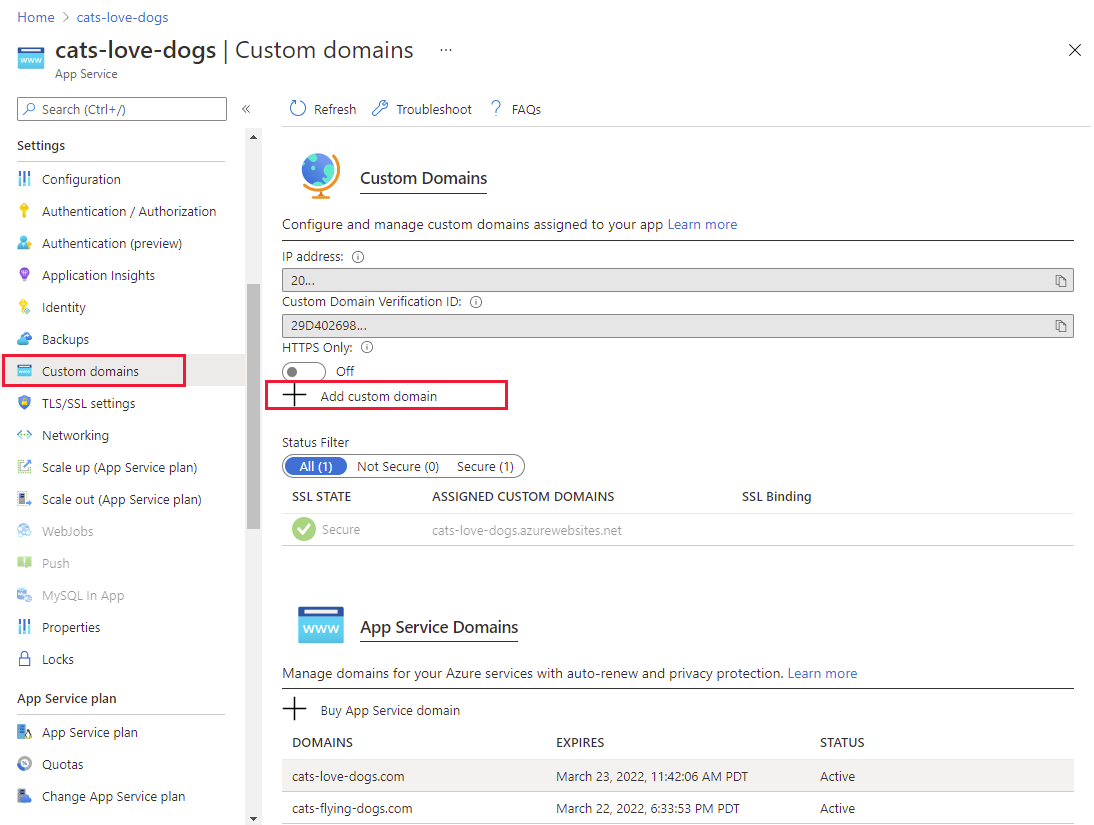 Home > cats-love-dogs
cats-love-dogs | Custom domains ...
App Service
Search (Ctrl+/)
«
Settings
Configuration
Authentication / Authorization
Authentication (preview)
Application Insights
Identity
Backups
Custom domains
TLS/SSL settings
Networking
Scale up (App Service plan)
Scale out (App Service plan)
WebJobs
Push
MySQL In App
Properties
Locks
App Service plan
App Service plan
Quotas
Change App Service plan
Refresh Troubleshoot ? FAQs
Custom Domains
Configure and manage custom domains assigned to your app Learn more
IP address:
20...
Custom Domain Verification ID:
29D402698...
HTTPS Only:
Off
Add custom domain
Status Filter
All (1) Not Secure (0) Secure (1)
SSL STATE ASSIGNED CUSTOM DOMAINS SSL Binding
Secure cats-love-dogs.azurewebsites.net
www
App Service Domains
Manage domains for your Azure services with auto-renew and privacy protection. Learn more
Buy App Service domain
DOMAINS EXPIRES STATUS
cats-love-dogs.com March 23, 2022, 11:42:06 AM PDT Active
cats-flying-dogs.com March 22, 2022, 6:33:53 PM PDT Active